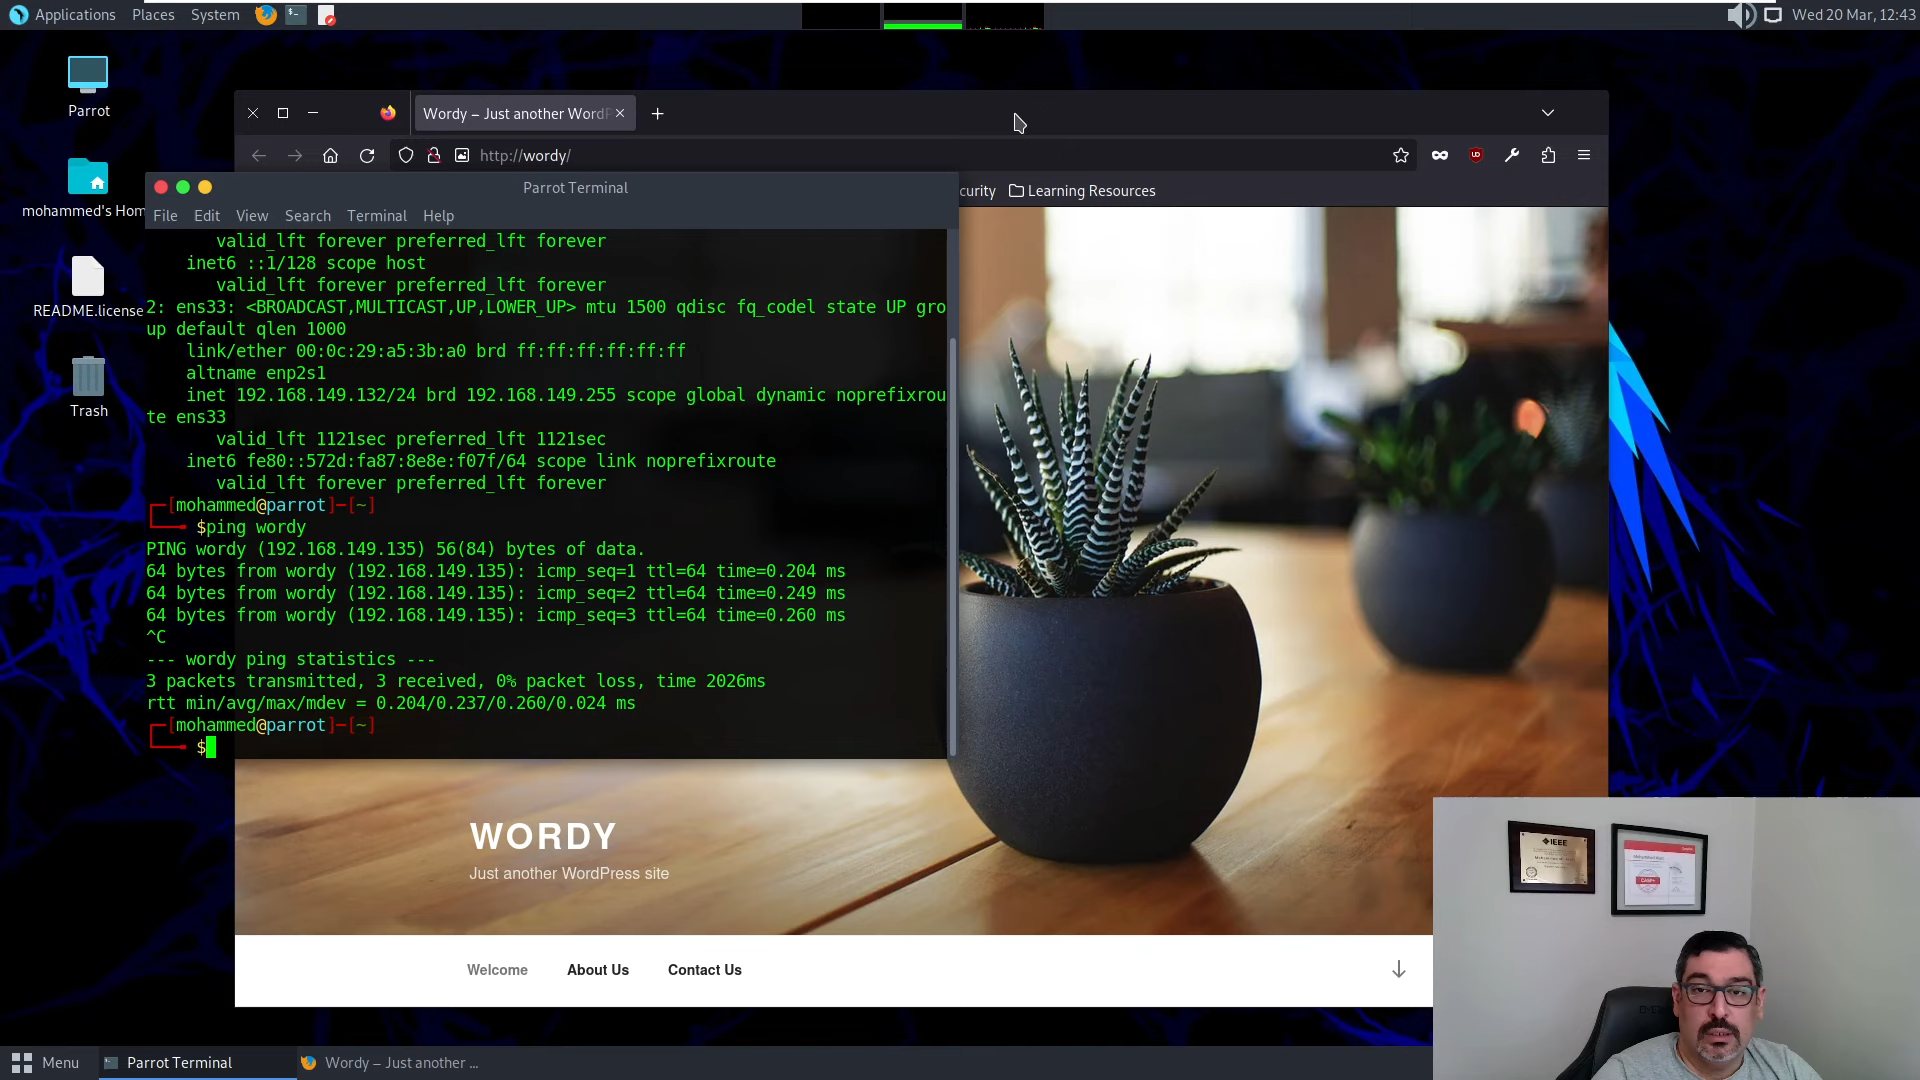 Applications Places System
Wed 20 Mar, 12:43
Parrot
mohammed's Hom
README.license
Trash
Wordy – Just another WordP
http://wordy/
curity Learning Resources
Parrot Terminal
File Edit View Search Terminal Help
valid_lft forever preferred_lft forever
inet6 ::1/128 scope host
valid_lft forever preferred_lft forever
2: ens33: <BROADCAST,MULTICAST,UP,LOWER_UP> mtu 1500 qdisc fq_codel state UP gro
up default qlen 1000
link/ether 00:0c:29:a5:3b:a0 brd ff:ff:ff:ff:ff:ff
altname enp2s1
inet 192.168.149.132/24 brd 192.168.149.255 scope global dynamic noprefixrou
te ens33
valid_lft 1121sec preferred_lft 1121sec
inet6 fe80::572d:fa87:8e8e:f07f/64 scope link noprefixroute
valid_lft forever preferred_lft forever
[mohammed@parrot]─[~]
$ping wordy
PING wordy (192.168.149.135) 56(84) bytes of data.
64 bytes from wordy (192.168.149.135): icmp_seq=1 ttl=64 time=0.204 ms
64 bytes from wordy (192.168.149.135): icmp_seq=2 ttl=64 time=0.249 ms
64 bytes from wordy (192.168.149.135): icmp_seq=3 ttl=64 time=0.260 ms
^C
--- wordy ping statistics ---
3 packets transmitted, 3 received, 0% packet loss, time 2026ms
rtt min/avg/max/mdev = 0.204/0.237/0.260/0.024 ms
[mohammed@parrot]─[~]
$
WORDY
Just another WordPress site
Welcome About Us Contact Us
IEEE
Menu Parrot Terminal Wordy – Just another ...